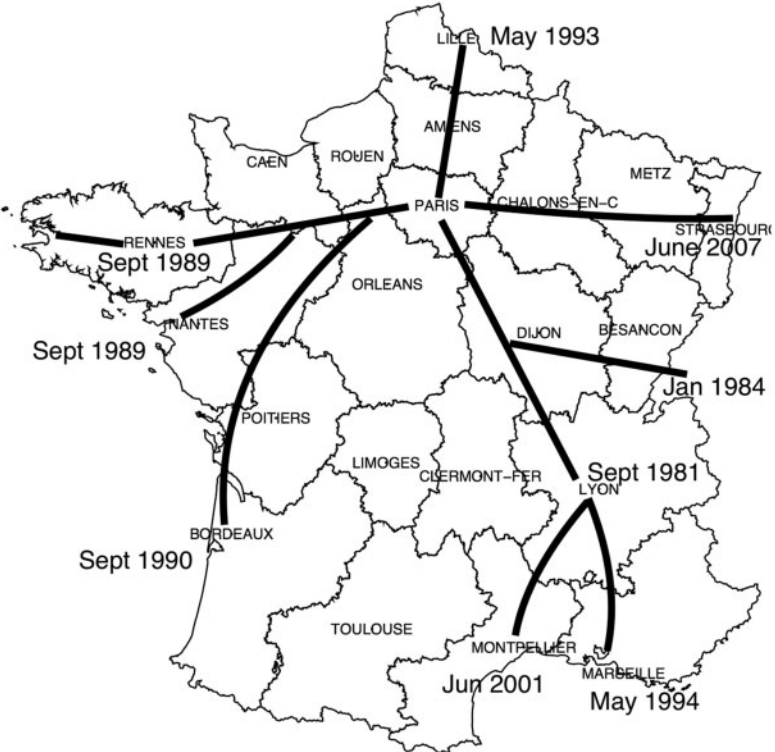 LILLE
May 1993
AMIENS
CAEN
ROUEN
METZ
PARIS
CHALONS-EN-C
STRASBOURG
June 2007
RENNES
Sept 1989
ORLEANS
NANTES
Sept 1989
DIJON
BESANCON
Jan 1984
POITIERS
LIMOGES
CLERMONT-FER
Sept 1981
LYON
BORDEAUX
Sept 1990
TOULOUSE
MONTPELLIER
Jun 2001
MARSEILLE
May 1994